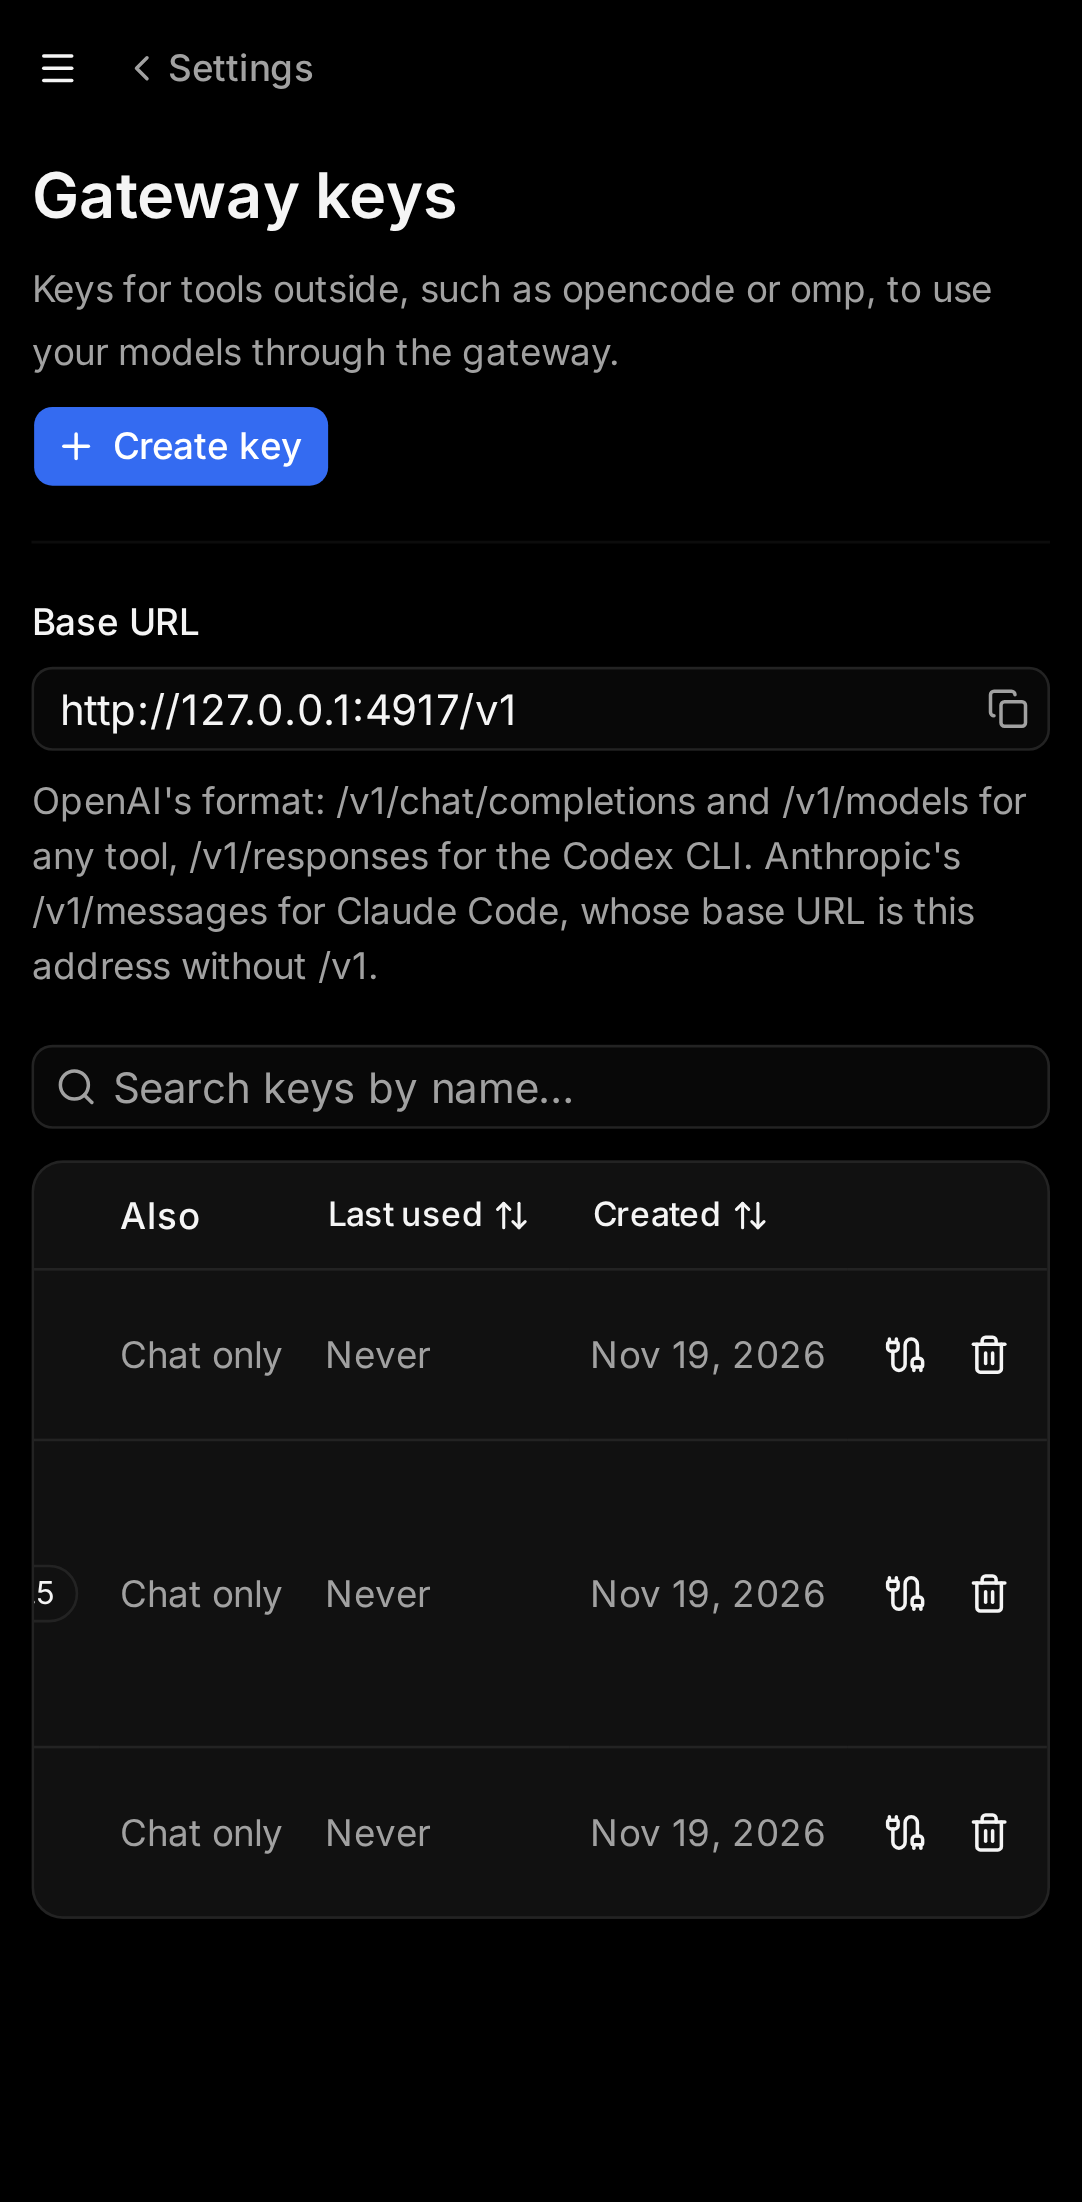 Settings
Gateway keys
Keys for tools outside, such as opencode or omp, to use
your models through the gateway.
Create key
Base URL
http://127.0.0.1:4917/v1
OpenAI's format: /v1/chat/completions and /v1/models for
any tool, /v1/responses for the Codex CLI. Anthropic's
/v1/messages for Claude Code, whose base URL is this
address without /v1.
Search keys by name...
Also Last used Created
Chat only Never Nov 19, 2026
.5 Chat only Never Nov 19, 2026
Chat only Never Nov 19, 2026